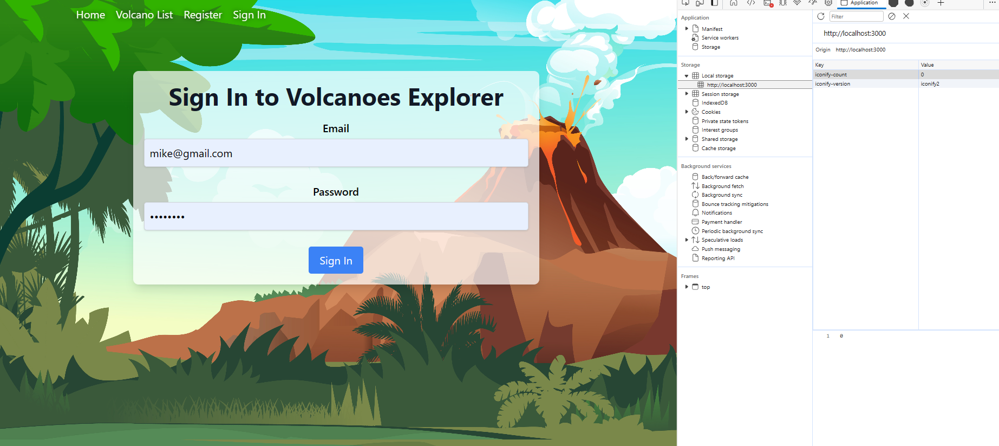 Home Volcano List Register Sign In
Sign In to Volcanoes Explorer
Email
mike@gmail.com
Password
••••••••
Sign In
Application
Application
Manifest
Service workers
Storage
Storage
Local storage
http://localhost:3000
Session storage
IndexedDB
Cookies
Private state tokens
Interest groups
Shared storage
Cache storage
Background services
Back/forward cache
Background fetch
Background sync
Bounce tracking mitigations
Notifications
Payment handler
Periodic background sync
Speculative loads
Push messaging
Reporting API
Frames
top
Filter
http://localhost:3000
Origin http://localhost:3000
Key Value
iconify-count 0
iconify-version iconify2
1 0